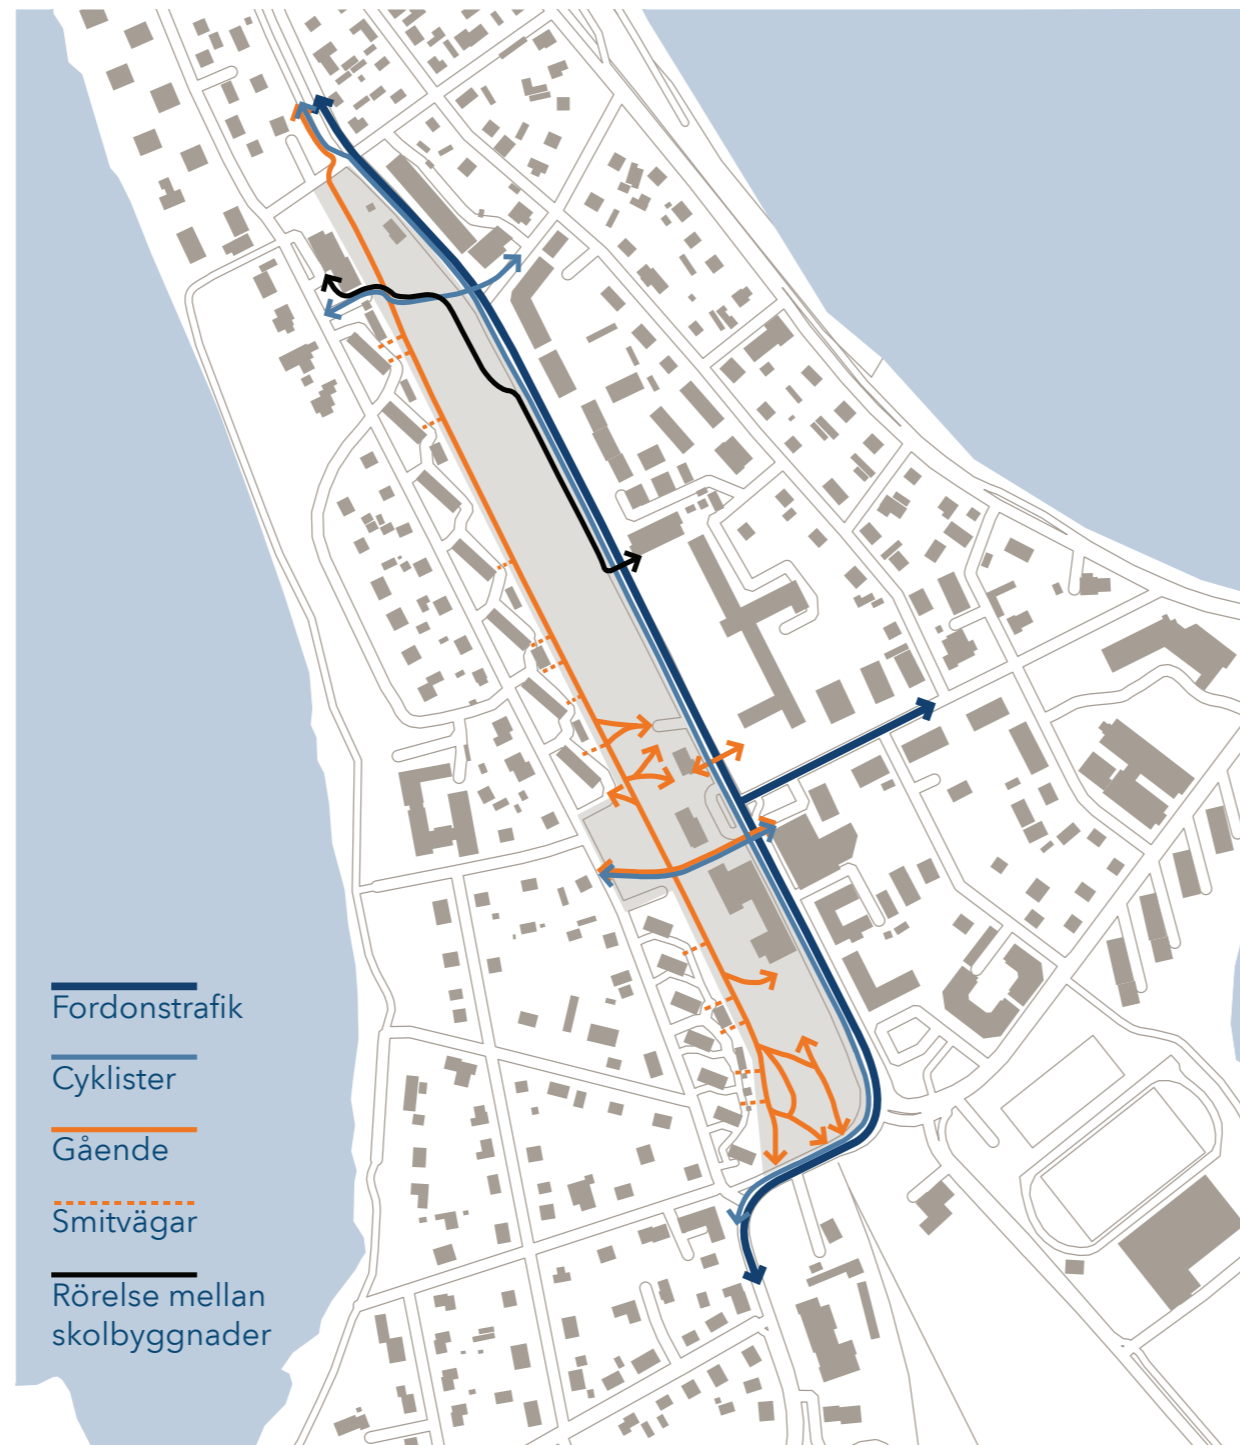 Fordonstrafik
Cyklister
Gående
Smitvägar
Rörelse mellan
skolbyggnader